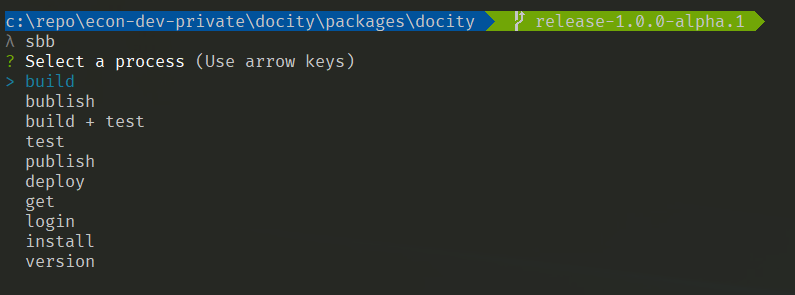 c:\repo\econ-dev-private\docity\packages\docity release-1.0.0-alpha.1
λ sbb
? Select a process (Use arrow keys)
> build
bublish
build + test
test
publish
deploy
get
login
install
version